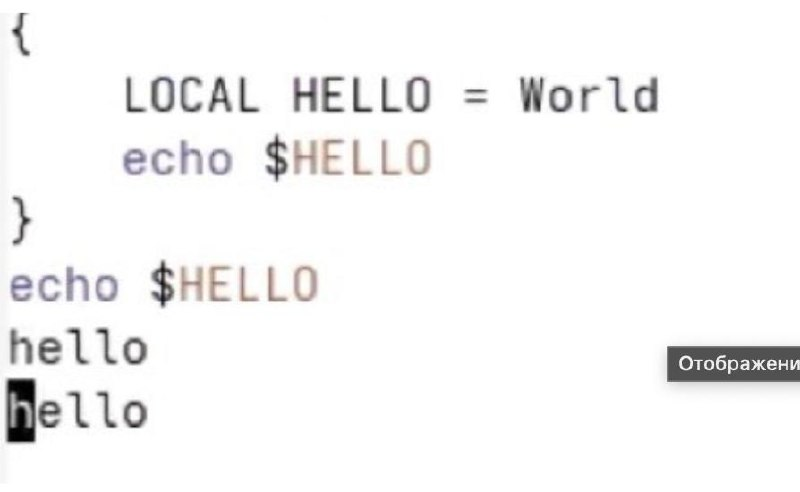 {
LOCAL HELLO = World
echo $HELLO
}
echo $HELLO
hello
hello
Отображени